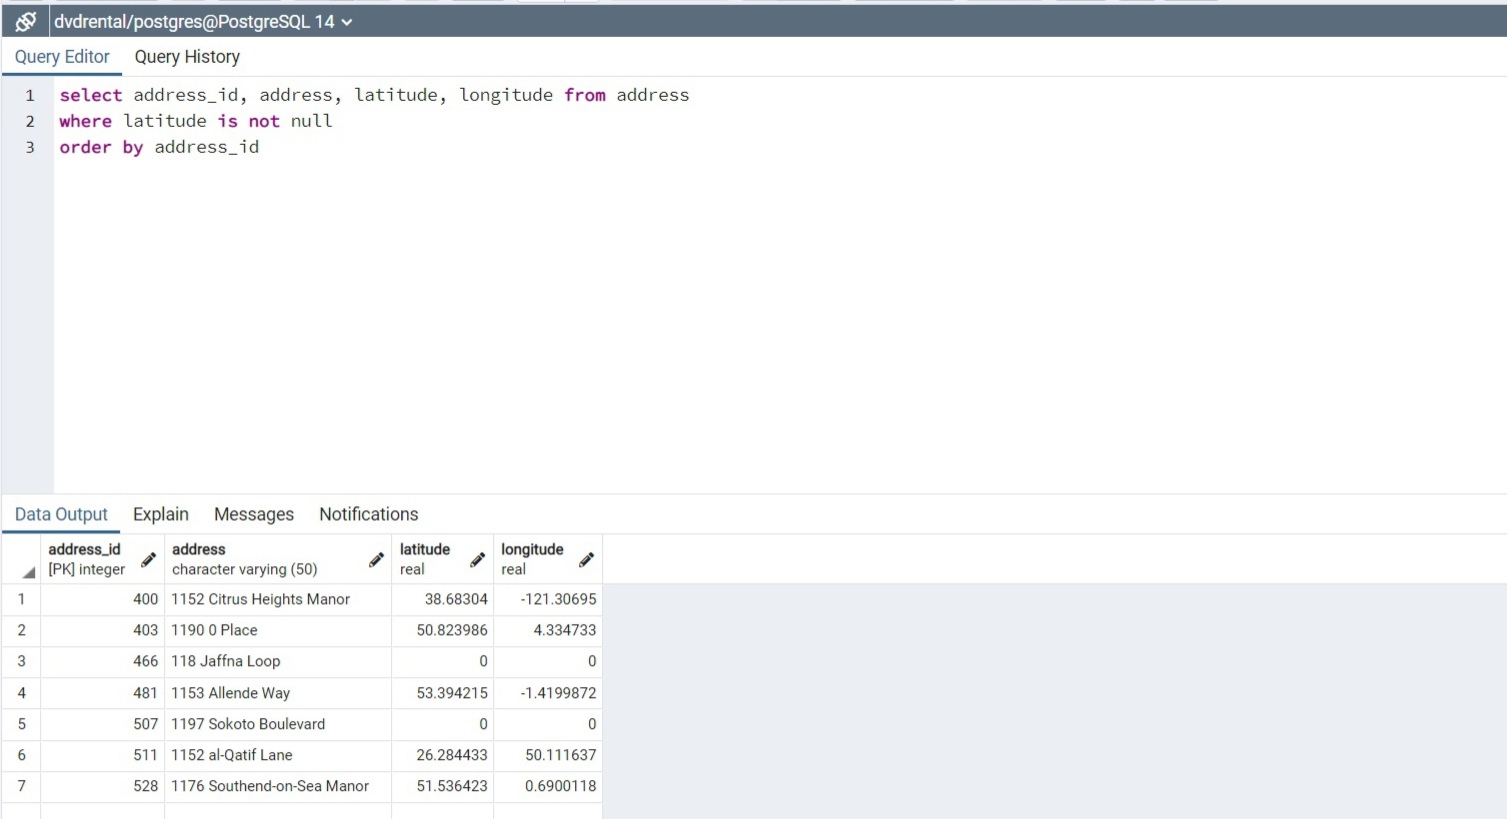 dvdrental/postgres@PostgreSQL 14
Query Editor Query History
1 select address_id, address, latitude, longitude from address
2 where latitude is not null
3 order by address_id
Data Output Explain Messages Notifications
address_id address latitude longitude
[PK] integer character varying (50) real real
1 400 1152 Citrus Heights Manor 38.68304 -121.30695
2 403 1190 0 Place 50.823986 4.334733
3 466 118 Jaffna Loop 0 0
4 481 1153 Allende Way 53.394215 -1.4199872
5 507 1197 Sokoto Boulevard 0 0
6 511 1152 al-Qatif Lane 26.284433 50.111637
7 528 1176 Southend-on-Sea Manor 51.536423 0.6900118